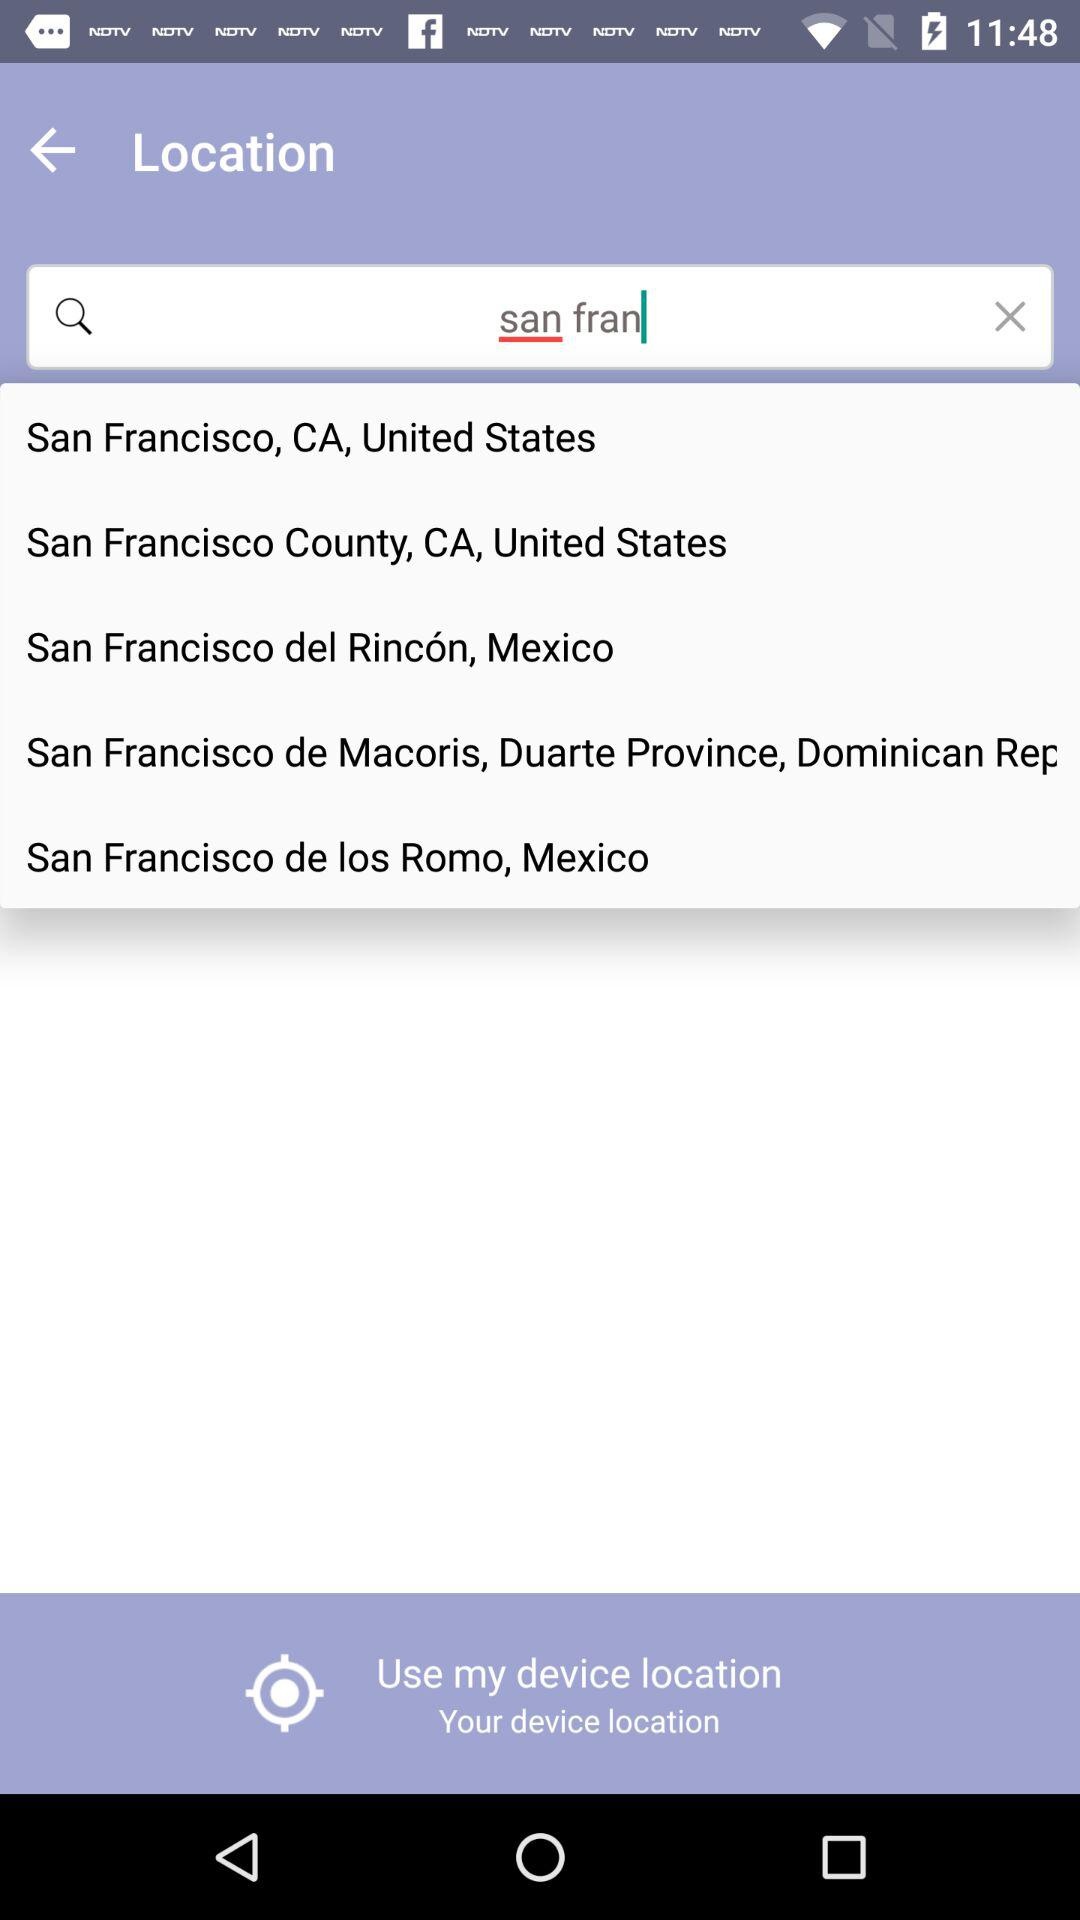 NDTV NDTV NDTV NDTV NDTV f NDTV NDTV NDTV NDTV NDTV 11:48
Location
san fran
San Francisco, CA, United States
San Francisco County, CA, United States
San Francisco del Rincón, Mexico
San Francisco de Macoris, Duarte Province, Dominican Rep
San Francisco de los Romo, Mexico
Use my device location
Your device location